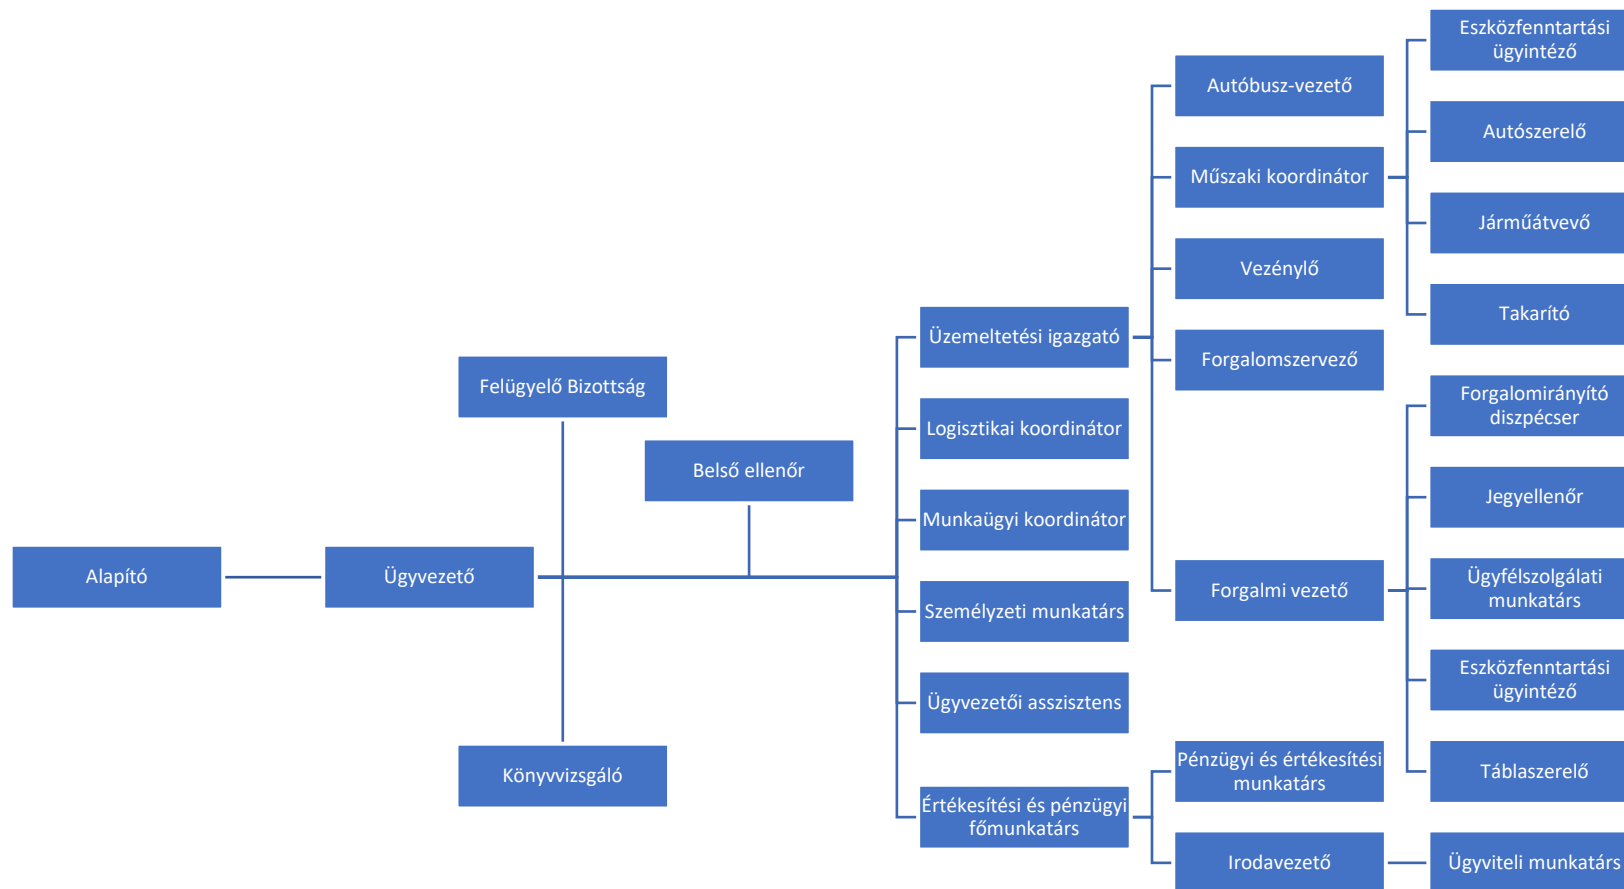 Alapító
Ügyvezető
Felügyelő Bizottság
Könyvvizsgáló
Belső ellenőr
Üzemeltetési igazgató
Logisztikai koordinátor
Munkaügyi koordinátor
Személyzeti munkatárs
Ügyvezetői asszisztens
Értékesítési és pénzügyi
főmunkatárs
Autóbusz-vezető
Műszaki koordinátor
Vezénylő
Forgalomszervező
Forgalmi vezető
Pénzügyi és értékesítési
munkatárs
Irodavezető
Eszközfenntartási
ügyintéző
Autószerelő
Járműátvevő
Takarító
Forgalomirányító
diszpécser
Jegyellenőr
Ügyfélszolgálati
munkatárs
Eszközfenntartási
ügyintéző
Táblaszerelő
Ügyviteli munkatárs